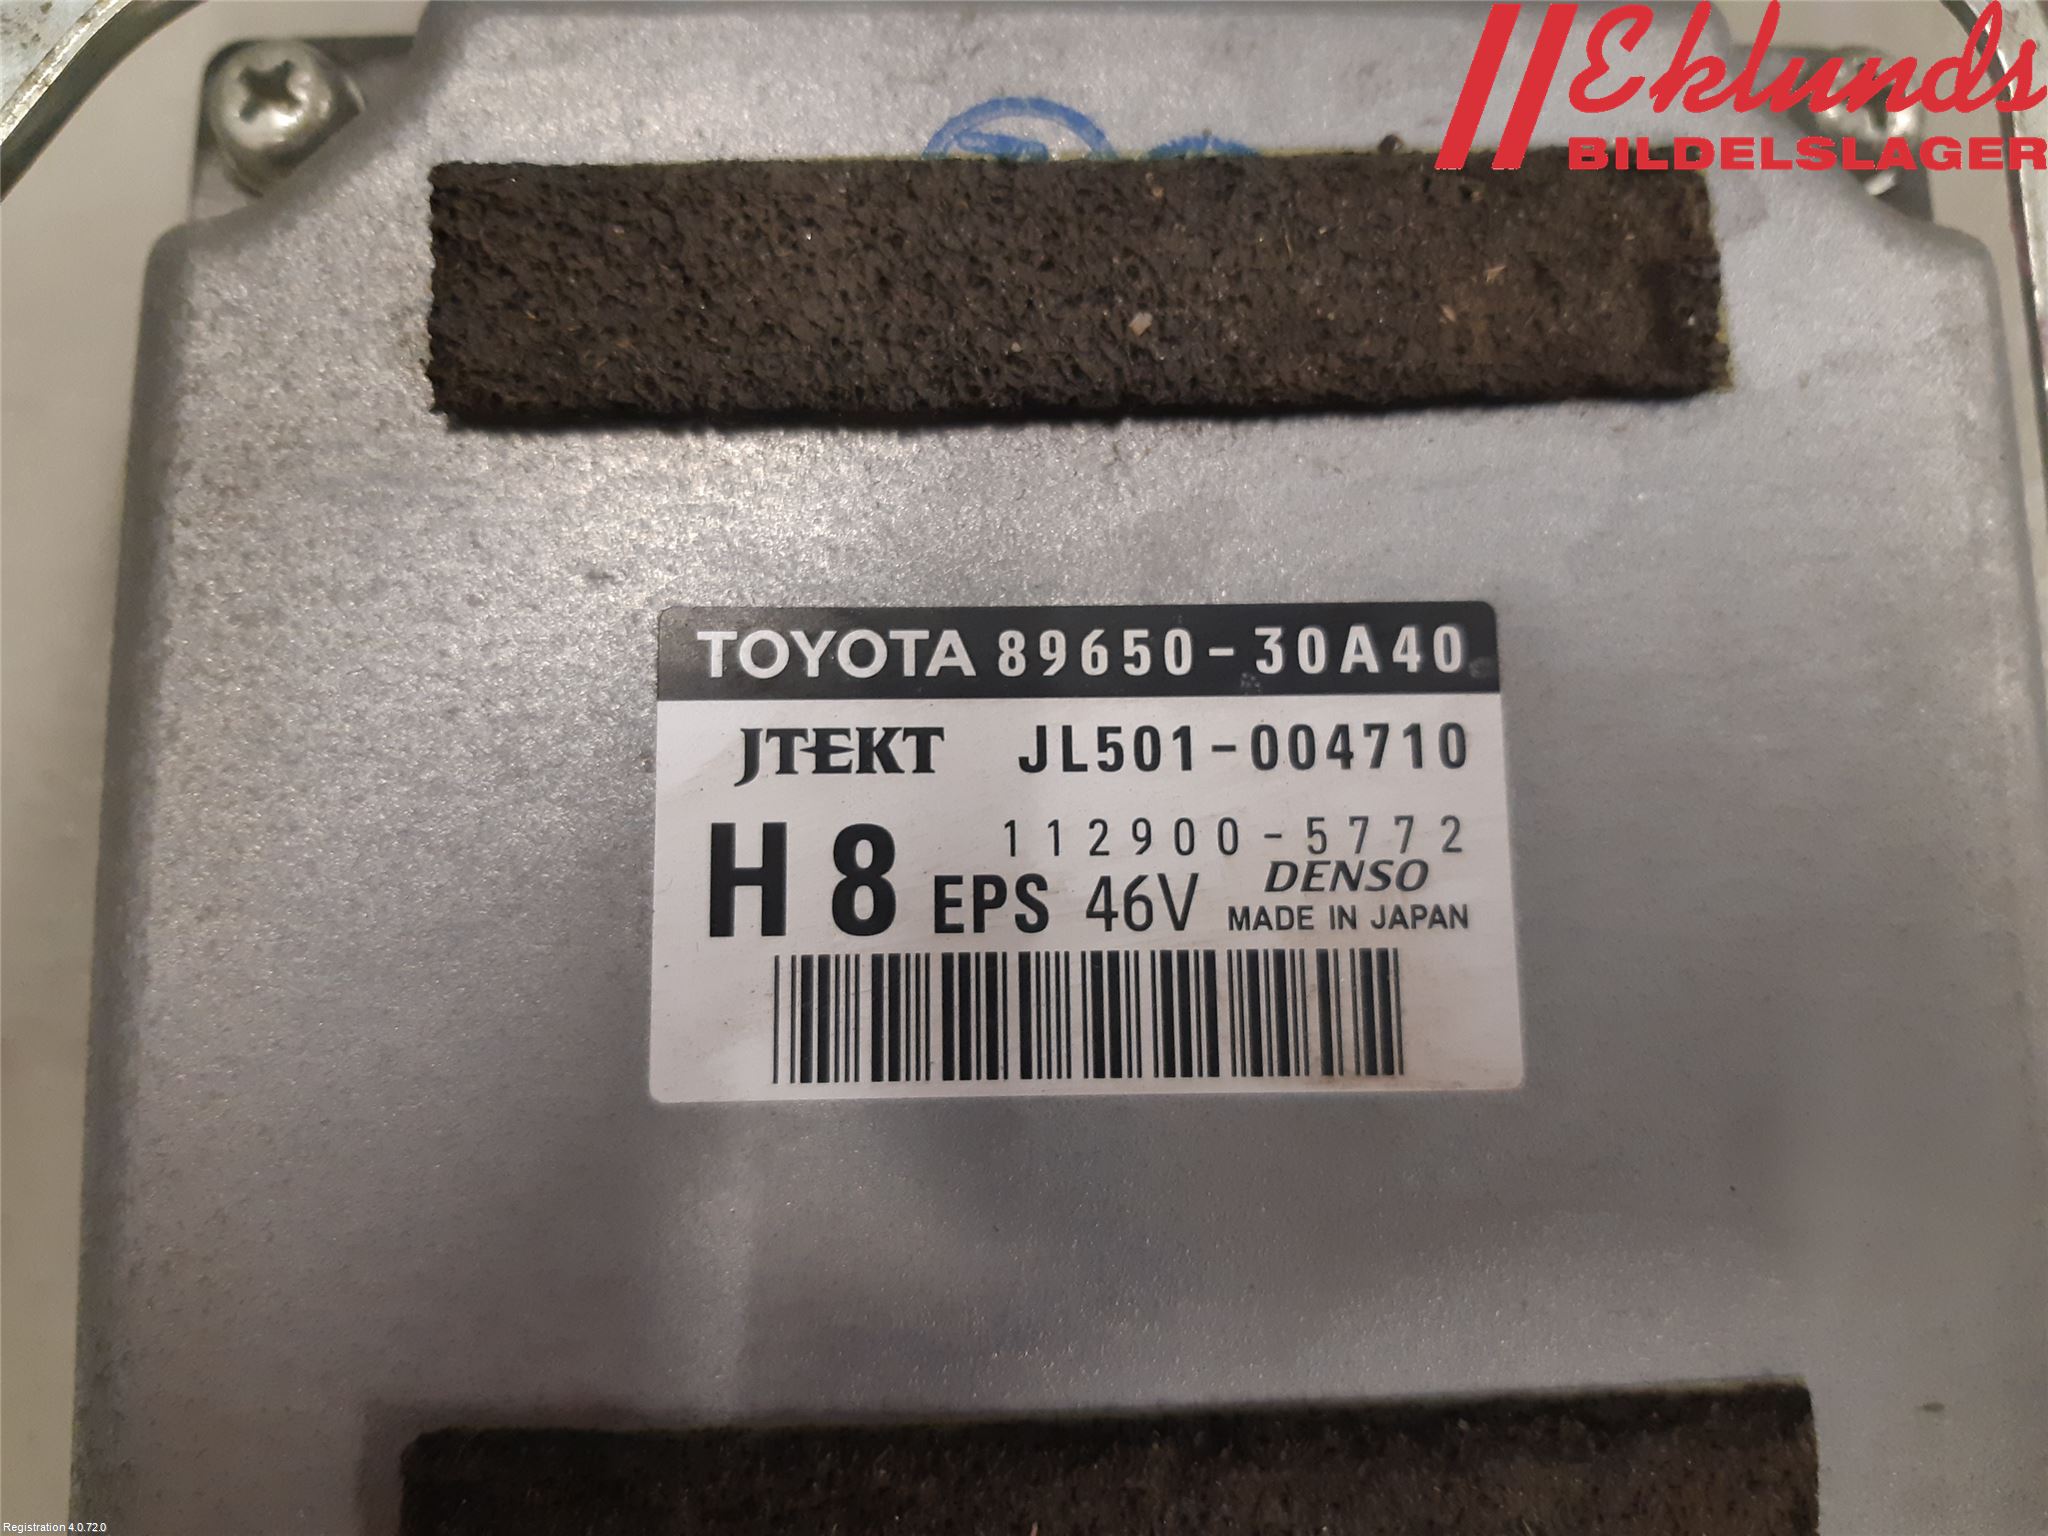 Eklunds
BILDELSLAGER
TOYOTA 89650-30A40
JTEKT JL501-004710
H8 EPS 46V
112900-5772
DENSO
MADE IN JAPAN
Registration 4.0.72.0